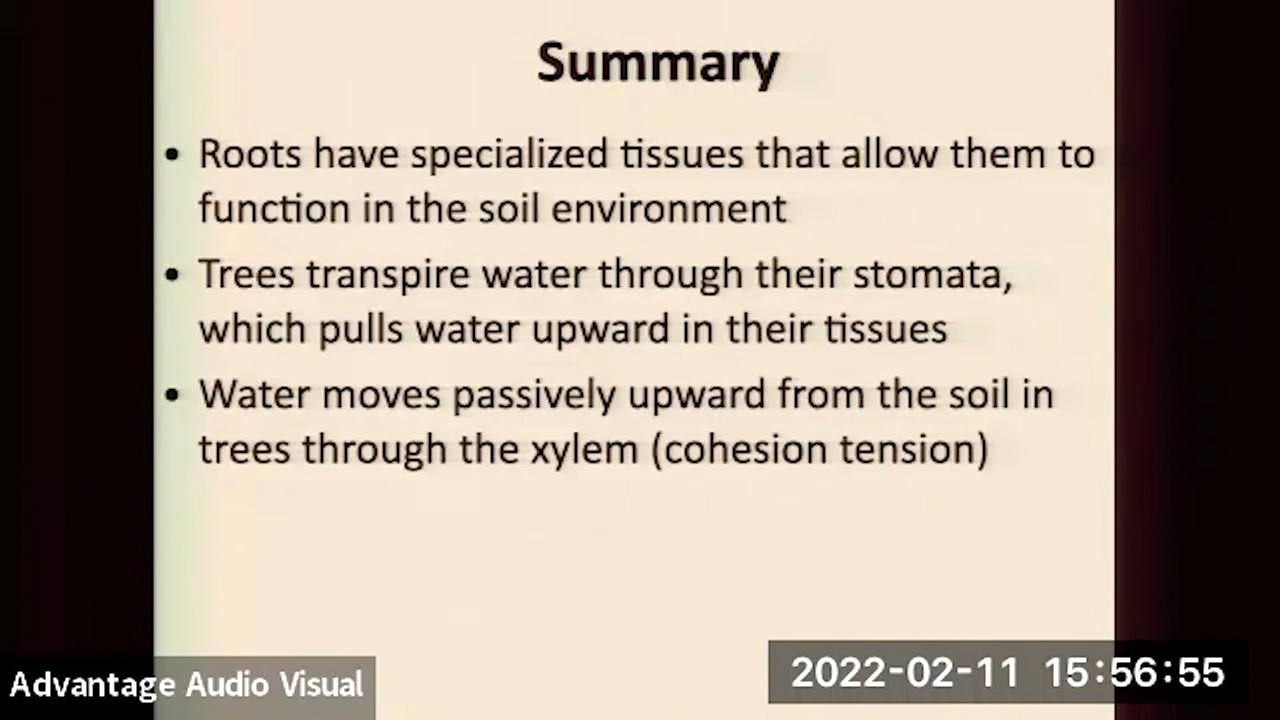 Summary
• Roots have specialized tissues that allow them to
function in the soil environment
• Trees transpire water through their stomata,
which pulls water upward in their tissues
• Water moves passively upward from the soil in
trees through the xylem (cohesion tension)
Advantage Audio Visual
2022-02-11 15:56:55